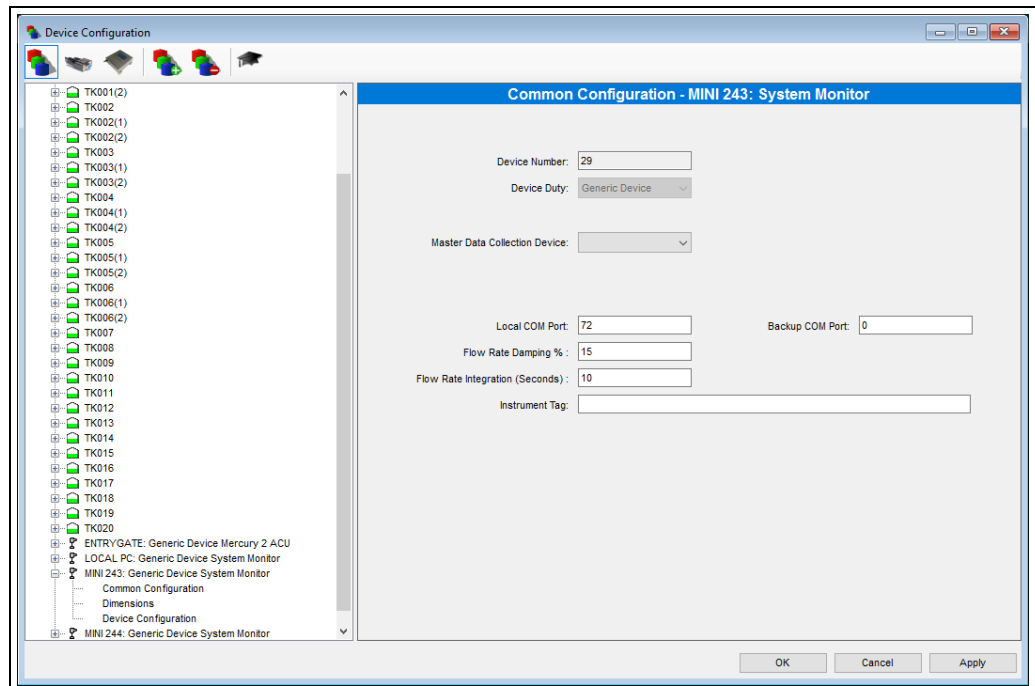 Device Configuration
TK001(2)
TK002
TK002(1)
TK002(2)
TK003
TK003(1)
TK003(2)
TK004
TK004(1)
TK004(2)
TK005
TK005(1)
TK005(2)
TK006
TK006(1)
TK006(2)
TK007
TK008
TK009
TK010
TK011
TK012
TK013
TK014
TK015
TK016
TK017
TK018
TK019
TK020
ENTRYGATE: Generic Device Mercury 2 ACU
LOCAL PC: Generic Device System Monitor
MINI 243: Generic Device System Monitor
Common Configuration
Dimensions
Device Configuration
MINI 244: Generic Device System Monitor
Common Configuration - MINI 243: System Monitor
Device Number: 29
Device Duty: Generic Device
Master Data Collection Device:
Local COM Port: 72 Backup COM Port: 0
Flow Rate Damping % : 15
Flow Rate Integration (Seconds) : 10
Instrument Tag:
OK Cancel Apply